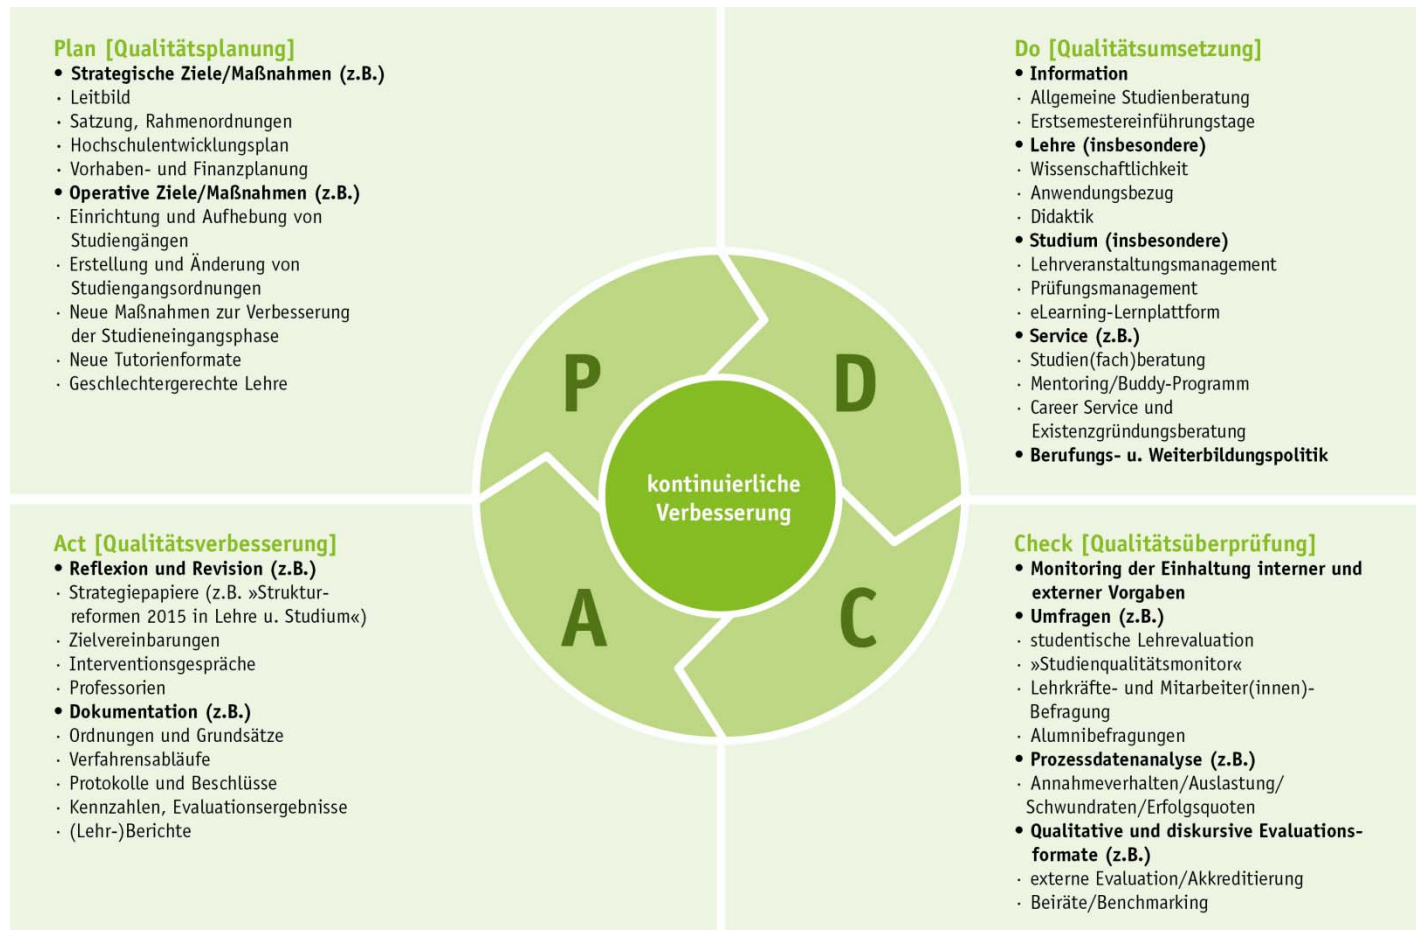 Plan [Qualitätsplanung]
• Strategische Ziele/Maßnahmen (z.B.)
· Leitbild
· Satzung, Rahmenordnungen
· Hochschulentwicklungsplan
· Vorhaben- und Finanzplanung
• Operative Ziele/Maßnahmen (z.B.)
· Einrichtung und Aufhebung von
Studiengängen
· Erstellung und Änderung von
Studiengangsordnungen
· Neue Maßnahmen zur Verbesserung
der Studieneingangsphase
· Neue Tutorienformate
· Geschlechtergerechte Lehre
Do [Qualitätsumsetzung]
• Information
· Allgemeine Studienberatung
· Erstsemestereinführungstage
• Lehre (insbesondere)
· Wissenschaftlichkeit
· Anwendungsbezug
· Didaktik
• Studium (insbesondere)
· Lehrveranstaltungsmanagement
· Prüfungsmanagement
· eLearning-Lernplattform
• Service (z.B.)
· Studien(fach)beratung
· Mentoring/Buddy-Programm
· Career Service und
Existenzgründungsberatung
• Berufungs- u. Weiterbildungspolitik
P
D
kontinuierliche
Verbesserung
A
C
Act [Qualitätsverbesserung]
• Reflexion und Revision (z.B.)
· Strategiepapiere (z.B. »Struktur-
reformen 2015 in Lehre u. Studium«)
· Zielvereinbarungen
· Interventionsgespräche
· Professorien
• Dokumentation (z.B.)
· Ordnungen und Grundsätze
· Verfahrensabläufe
· Protokolle und Beschlüsse
· Kennzahlen, Evaluationsergebnisse
· (Lehr-)Berichte
Check [Qualitätsüberprüfung]
• Monitoring der Einhaltung interner und
externer Vorgaben
• Umfragen (z.B.)
· studentische Lehrevaluation
· »Studienqualitätsmonitor«
· Lehrkräfte- und Mitarbeiter(innen)-
Befragung
· Alumnibefragungen
• Prozessdatenanalyse (z.B.)
· Annahmeverhalten/Auslastung/
Schwundraten/Erfolgsquoten
• Qualitative und diskursive Evaluations-
formate (z.B.)
· externe Evaluation/Akkreditierung
· Beiräte/Benchmarking